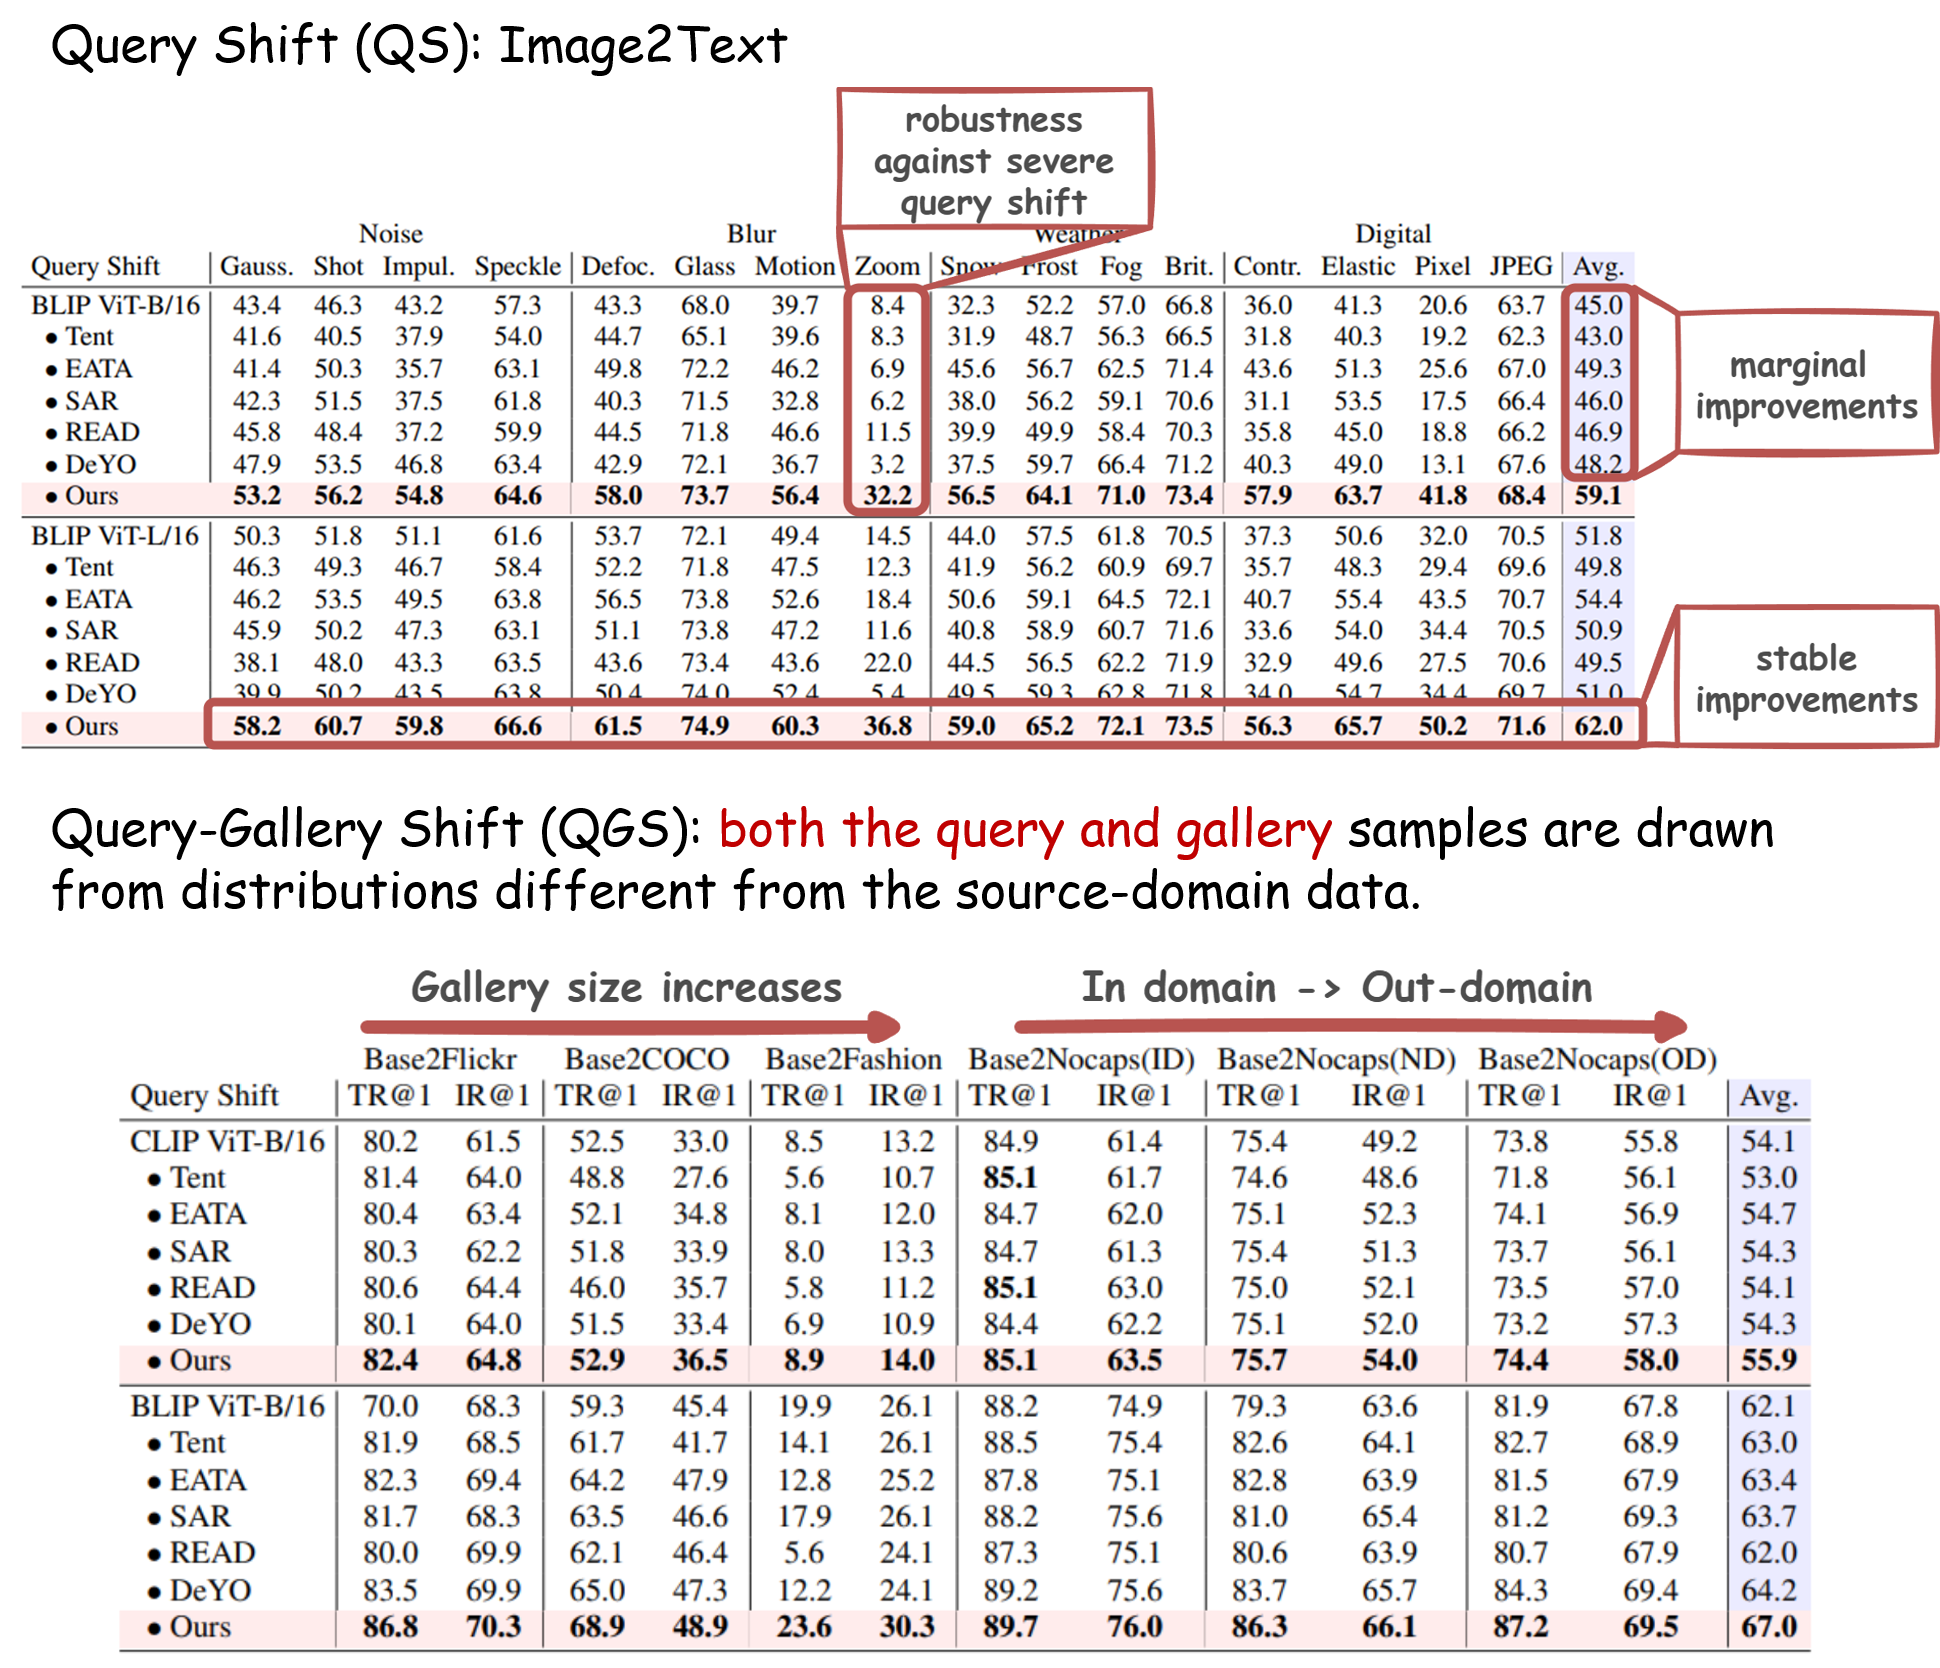 Query Shift (QS): Image2Text
robustness
against severe
query shift
Noise Blur Weather Digital
Query Shift Gauss. Shot Impul. Speckle Defoc. Glass Motion Zoom Snow Frost Fog Brit. Contr. Elastic Pixel JPEG Avg.
BLIP ViT-B/16 43.4 46.3 43.2 57.3 43.3 68.0 39.7 8.4 32.3 52.2 57.0 66.8 36.0 41.3 20.6 63.7 45.0
• Tent 41.6 40.5 37.9 54.0 44.7 65.1 39.6 8.3 31.9 48.7 56.3 66.5 31.8 40.3 19.2 62.3 43.0
• EATA 41.4 50.3 35.7 63.1 49.8 72.2 46.2 6.9 45.6 56.7 62.5 71.4 43.6 51.3 25.6 67.0 49.3
• SAR 42.3 51.5 37.5 61.8 40.3 71.5 32.8 6.2 38.0 56.2 59.1 70.6 31.1 53.5 17.5 66.4 46.0
• READ 45.8 48.4 37.2 59.9 44.5 71.8 46.6 11.5 39.9 49.9 58.4 70.3 35.8 45.0 18.8 66.2 46.9
• DeYO 47.9 53.5 46.8 63.4 42.9 72.1 36.7 3.2 37.5 59.7 66.4 71.2 40.3 49.0 13.1 67.6 48.2
• Ours 53.2 56.2 54.8 64.6 58.0 73.7 56.4 32.2 56.5 64.1 71.0 73.4 57.9 63.7 41.8 68.4 59.1
marginal
improvements
BLIP ViT-L/16 50.3 51.8 51.1 61.6 53.7 72.1 49.4 14.5 44.0 57.5 61.8 70.5 37.3 50.6 32.0 70.5 51.8
• Tent 46.3 49.3 46.7 58.4 52.2 71.8 47.5 12.3 41.9 56.2 60.9 69.7 35.7 48.3 29.4 69.6 49.8
• EATA 46.2 53.5 49.5 63.8 56.5 73.8 52.6 18.4 50.6 59.1 64.5 72.1 40.7 55.4 43.5 70.7 54.4
• SAR 45.9 50.2 47.3 63.1 51.1 73.8 47.2 11.6 40.8 58.9 60.7 71.6 33.6 54.0 34.4 70.5 50.9
• READ 38.1 48.0 43.3 63.5 43.6 73.4 43.6 22.0 44.5 56.5 62.2 71.9 32.9 49.6 27.5 70.6 49.5
• DeYO 39.9 50.2 43.5 63.8 50.4 74.0 52.4 5.4 49.5 59.3 62.8 71.8 34.0 54.7 34.4 69.7 51.0
• Ours 58.2 60.7 59.8 66.6 61.5 74.9 60.3 36.8 59.0 65.2 72.1 73.5 56.3 65.7 50.2 71.6 62.0
stable
improvements
Query-Gallery Shift (QGS): both the query and gallery samples are drawn
from distributions different from the source-domain data.
Gallery size increases In domain -> Out-domain
Base2Flickr Base2COCO Base2Fashion Base2Nocaps(ID) Base2Nocaps(ND) Base2Nocaps(OD)
Query Shift TR@1 IR@1 TR@1 IR@1 TR@1 IR@1 TR@1 IR@1 TR@1 IR@1 TR@1 IR@1 Avg.
CLIP ViT-B/16 80.2 61.5 52.5 33.0 8.5 13.2 84.9 61.4 75.4 49.2 73.8 55.8 54.1
• Tent 81.4 64.0 48.8 27.6 5.6 10.7 85.1 61.7 74.6 48.6 71.8 56.1 53.0
• EATA 80.4 63.4 52.1 34.8 8.1 12.0 84.7 62.0 75.1 52.3 74.1 56.9 54.7
• SAR 80.3 62.2 51.8 33.9 8.0 13.3 84.7 61.3 75.4 51.3 73.7 56.1 54.3
• READ 80.6 64.4 46.0 35.7 5.8 11.2 85.1 63.0 75.0 52.1 73.5 57.0 54.1
• DeYO 80.1 64.0 51.5 33.4 6.9 10.9 84.4 62.2 75.1 52.0 73.2 57.3 54.3
• Ours 82.4 64.8 52.9 36.5 8.9 14.0 85.1 63.5 75.7 54.0 74.4 58.0 55.9
BLIP ViT-B/16 70.0 68.3 59.3 45.4 19.9 26.1 88.2 74.9 79.3 63.6 81.9 67.8 62.1
• Tent 81.9 68.5 61.7 41.7 14.1 26.1 88.5 75.4 82.6 64.1 82.7 68.9 63.0
• EATA 82.3 69.4 64.2 47.9 12.8 25.2 87.8 75.1 82.8 63.9 81.5 67.9 63.4
• SAR 81.7 68.3 63.5 46.6 17.9 26.1 88.2 75.6 81.0 65.4 81.2 69.3 63.7
• READ 80.0 69.9 62.1 46.4 5.6 24.1 87.3 75.1 80.6 63.9 80.7 67.9 62.0
• DeYO 83.5 69.9 65.0 47.3 12.2 24.1 89.2 75.6 83.7 65.7 84.3 69.4 64.2
• Ours 86.8 70.3 68.9 48.9 23.6 30.3 89.7 76.0 86.3 66.1 87.2 69.5 67.0